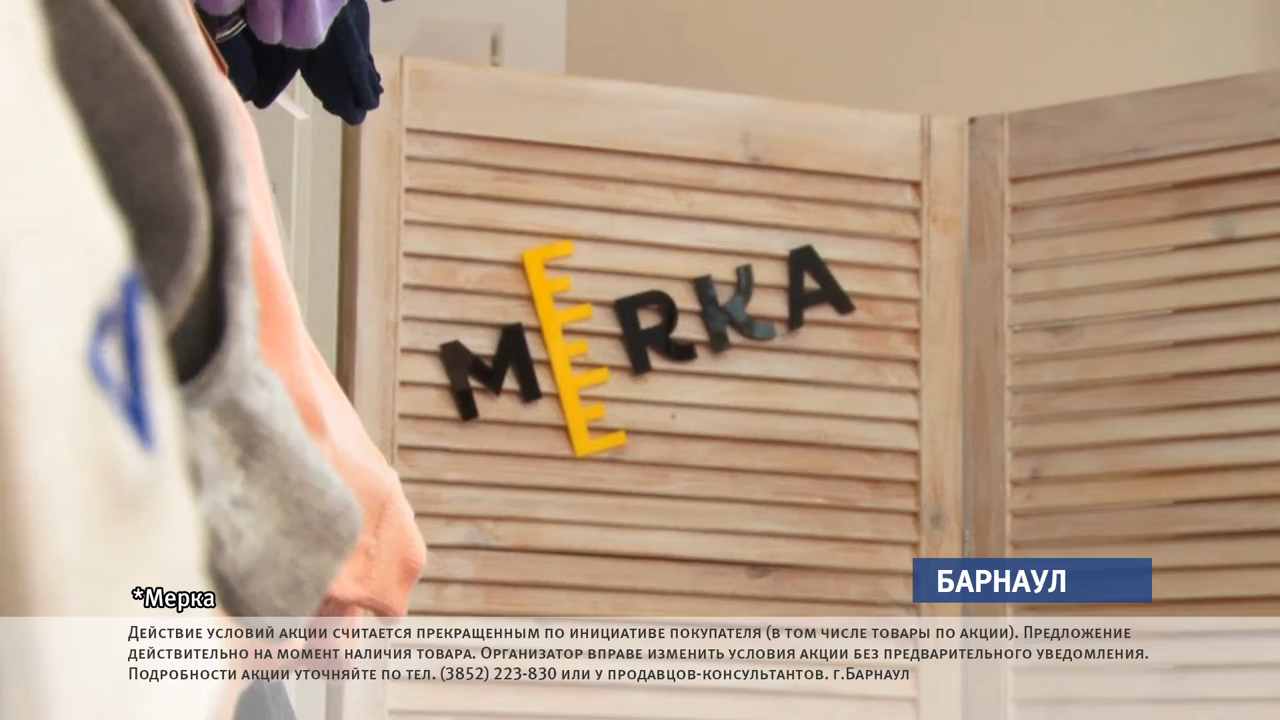 MERKA
БАРНАУЛ
*Мерка
Действие условий акции считается прекращенным по инициативе покупателя (в том числе товары по акции). Предложение
действительно на момент наличия товара. Организатор вправе изменить условия акции без предварительного уведомления.
Подробности акции уточняйте по тел. (3852) 223-830 или у продавцов-консультантов. г.Барнаул